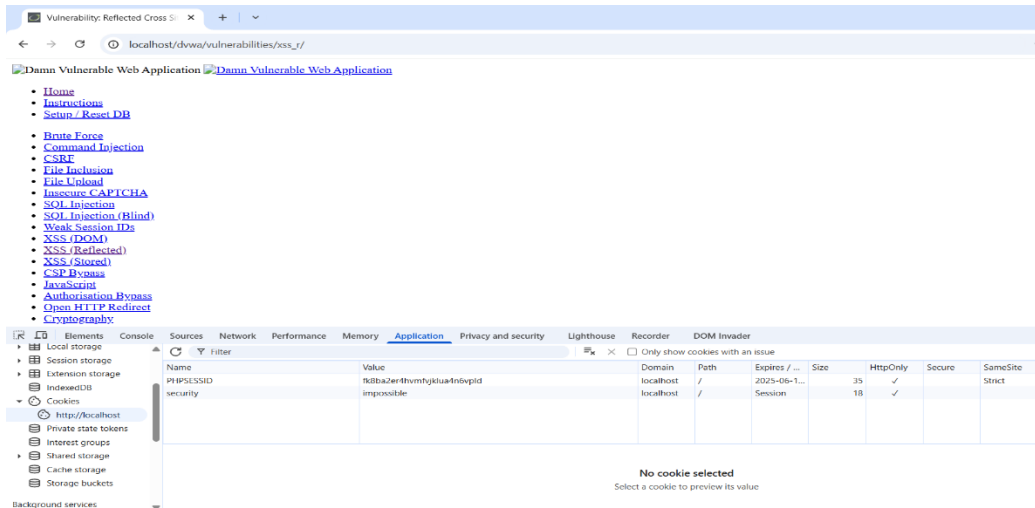 Vulnerability: Reflected Cross Si
localhost/dvwa/vulnerabilities/xss_r/
Damn Vulnerable Web Application Damn Vulnerable Web Application
Home
Instructions
Setup / Reset DB
Brute Force
Command Injection
CSRF
File Inclusion
File Upload
Insecure CAPTCHA
SQL Injection
SQL Injection (Blind)
Weak Session IDs
XSS (DOM)
XSS (Reflected)
XSS (Stored)
CSP Bypass
JavaScript
Authorisation Bypass
Open HTTP Redirect
Cryptography
Elements Console Sources Network Performance Memory Application Privacy and security Lighthouse Recorder DOM Invader
Local storage
Session storage
Extension storage
IndexedDB
Cookies
http://localhost
Private state tokens
Interest groups
Shared storage
Cache storage
Storage buckets
Background services
Filter Only show cookies with an issue
Name Value Domain Path Expires / ... Size HttpOnly Secure SameSite
PHPSESSID localhost / 2025-06-1... 35 ✓ Strict
security impossible localhost / Session 18 ✓
No cookie selected
Select a cookie to preview its value